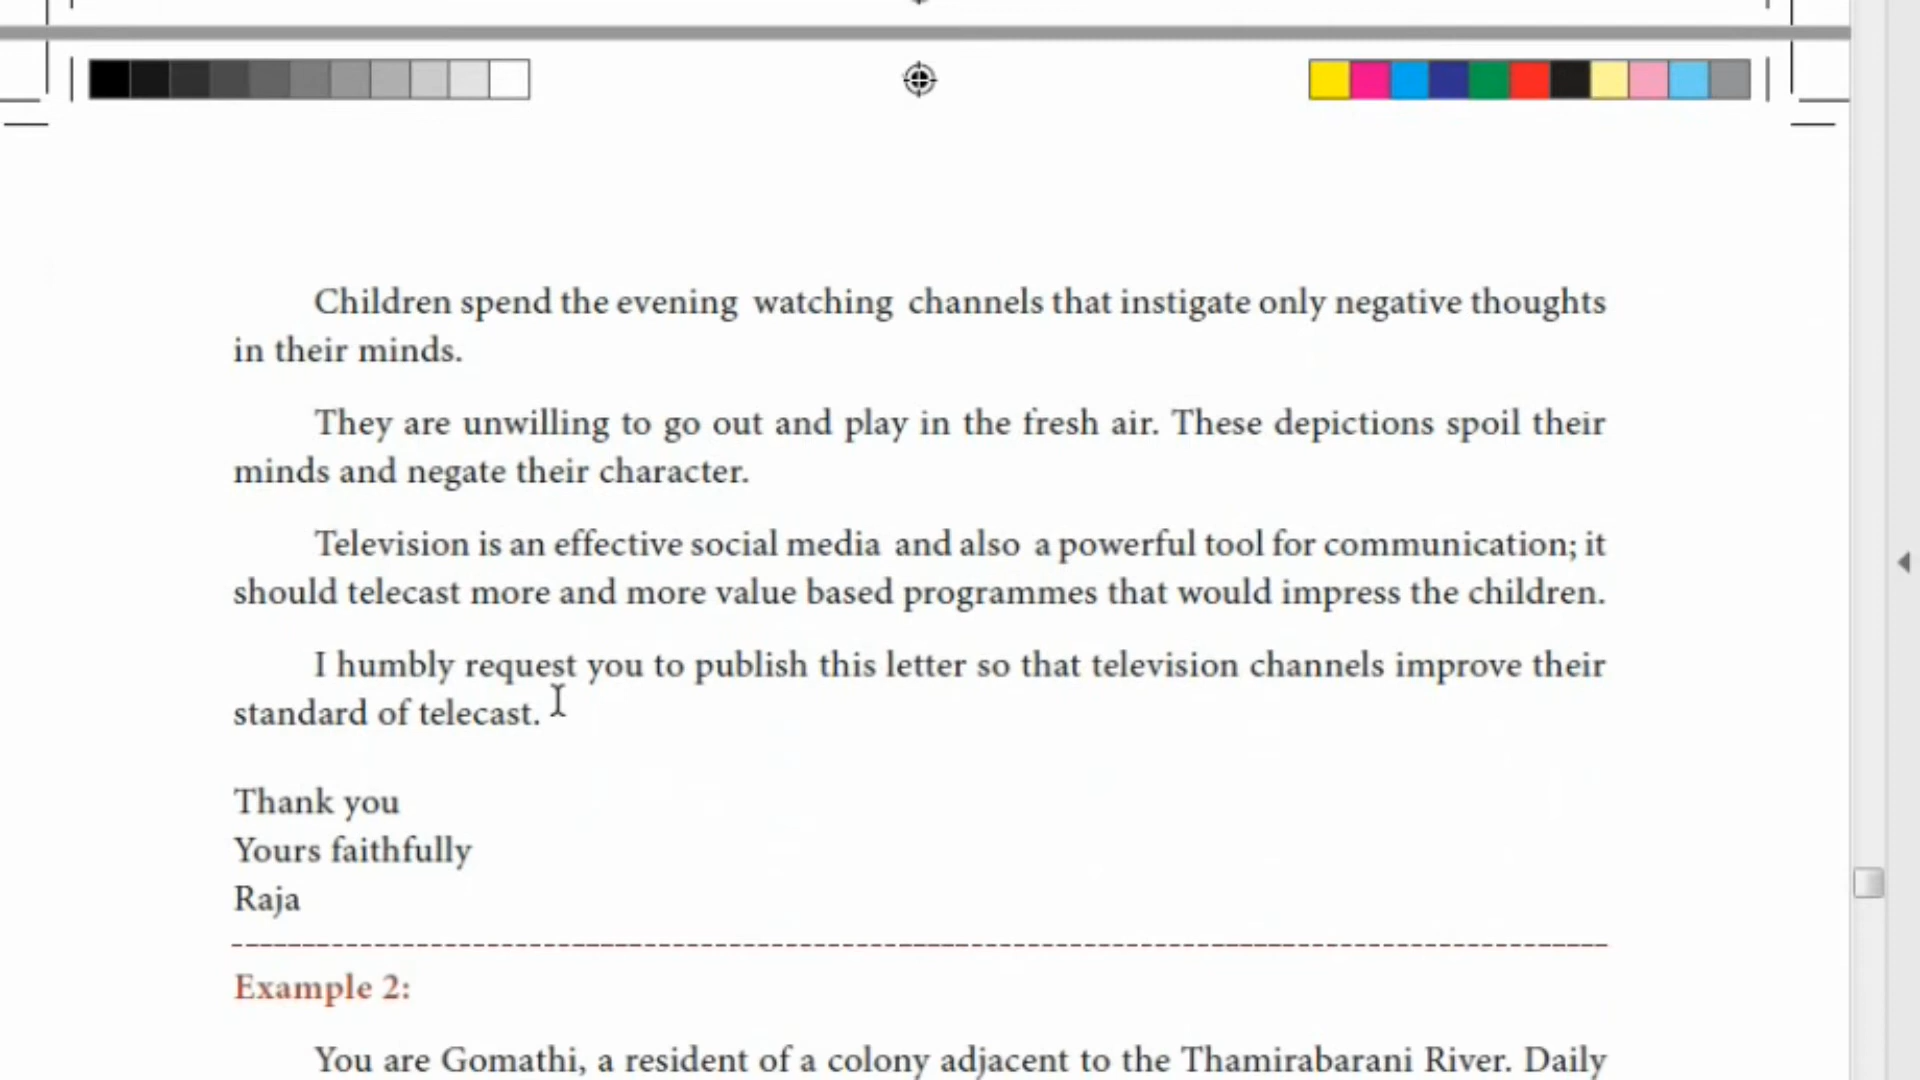 Children spend the evening watching channels that instigate only negative thoughts
in their minds.
They are unwilling to go out and play in the fresh air. These depictions spoil their
minds and negate their character.
Television is an effective social media and also a powerful tool for communication; it
should telecast more and more value based programmes that would impress the children.
I humbly request you to publish this letter so that television channels improve their
standard of telecast.
Thank you
Yours faithfully
Raja
Example 2:
You are Gomathi, a resident of a colony adjacent to the Thamirabarani River. Daily